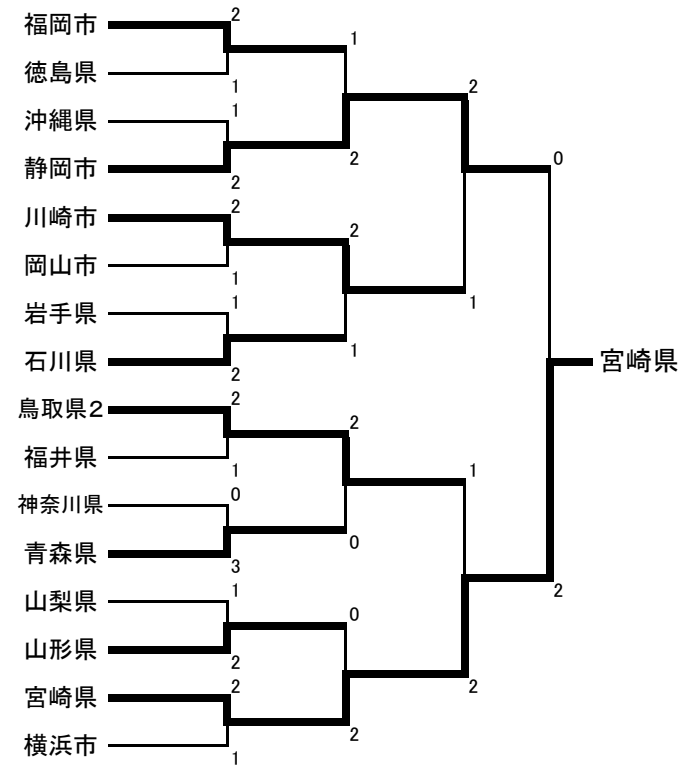 福岡市
2
1
徳島県
1
2
沖縄県
1
静岡市
2
2
0
川崎市
2
2
岡山市
1
岩手県
1
1
石川県
2
1
宮崎県
鳥取県２
2
2
福井県
1
1
神奈川県
0
青森県
3
0
山梨県
1
0
2
山形県
2
宮崎県
2
2
横浜市
1
2